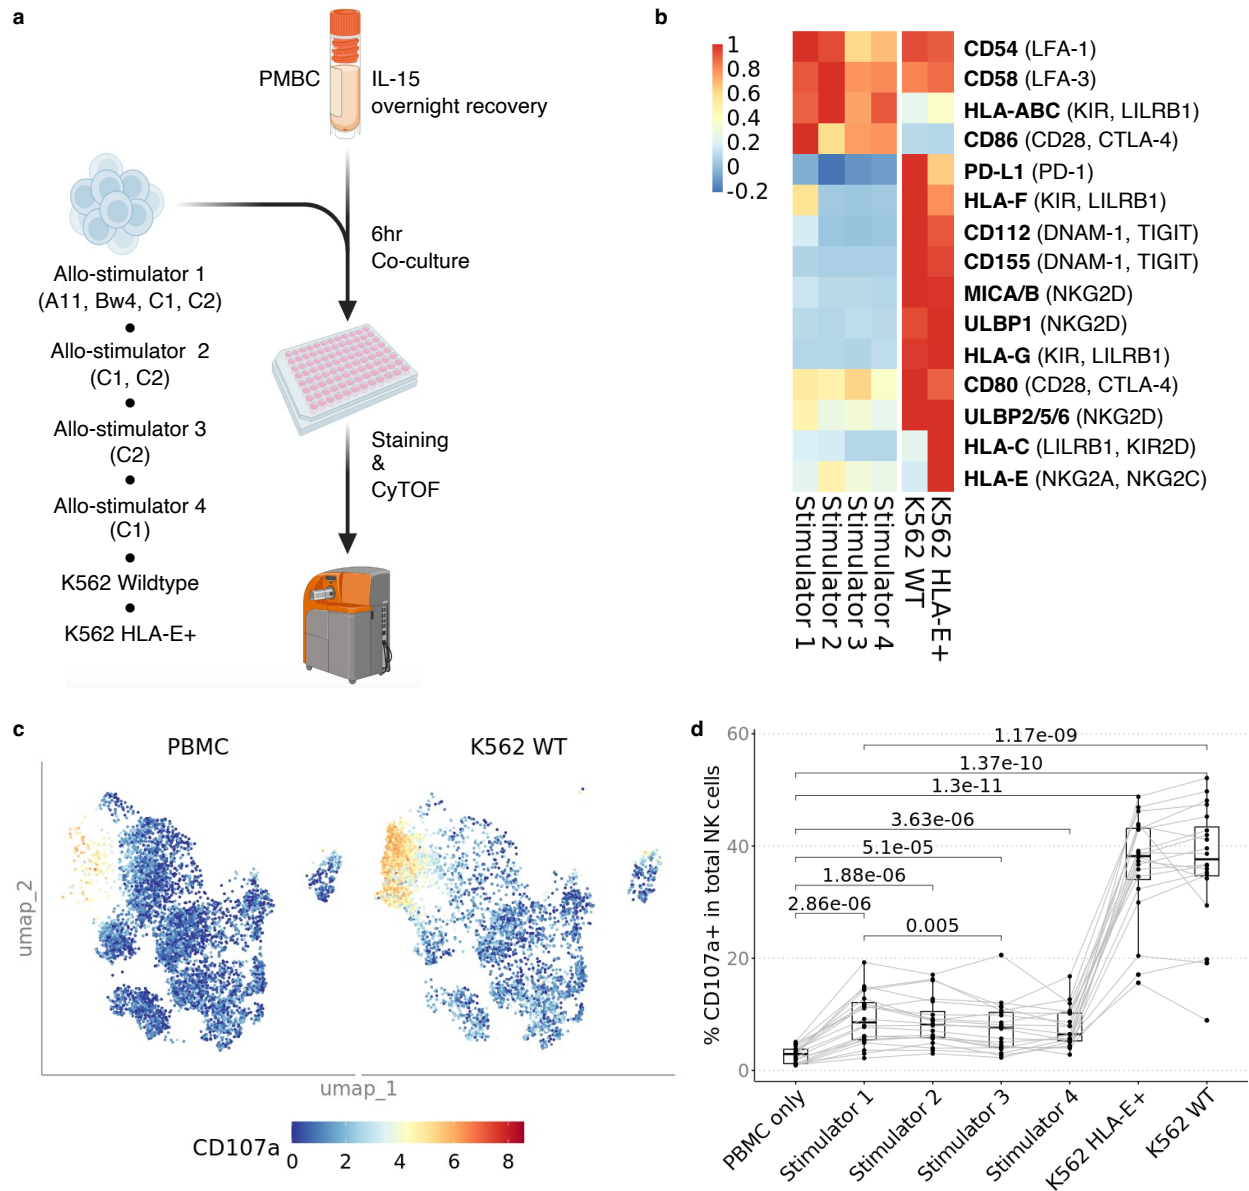 a
PMBC
IL-15
overnight recovery
6hr
Co-culture
Allo-stimulator 1
(A11, Bw4, C1, C2)
Allo-stimulator 2
(C1, C2)
Allo-stimulator 3
(C2)
Allo-stimulator 4
(C1)
K562 Wildtype
K562 HLA-E+
Staining
&
CyTOF
b
1
0.8
0.6
0.4
0.2
0
-0.2
CD54 (LFA-1)
CD58 (LFA-3)
HLA-ABC (KIR, LILRB1)
CD86 (CD28, CTLA-4)
PD-L1 (PD-1)
HLA-F (KIR, LILRB1)
CD112 (DNAM-1, TIGIT)
CD155 (DNAM-1, TIGIT)
MICA/B (NKG2D)
ULBP1 (NKG2D)
HLA-G (KIR, LILRB1)
CD80 (CD28, CTLA-4)
ULBP2/5/6 (NKG2D)
HLA-C (LILRB1, KIR2D)
HLA-E (NKG2A, NKG2C)
Stimulator 1
Stimulator 2
Stimulator 3
Stimulator 4
K562 WT
K562 HLA-E+
c
PBMC
K562 WT
umap_2
umap_1
CD107a
0 2 4 6 8
d
% CD107a+ in total NK cells
60
40
20
0
1.17e-09
1.37e-10
1.3e-11
3.63e-06
5.1e-05
1.88e-06
2.86e-06
0.005
PBMC only
Stimulator 1
Stimulator 2
Stimulator 3
Stimulator 4
K562 HLA-E+
K562 WT